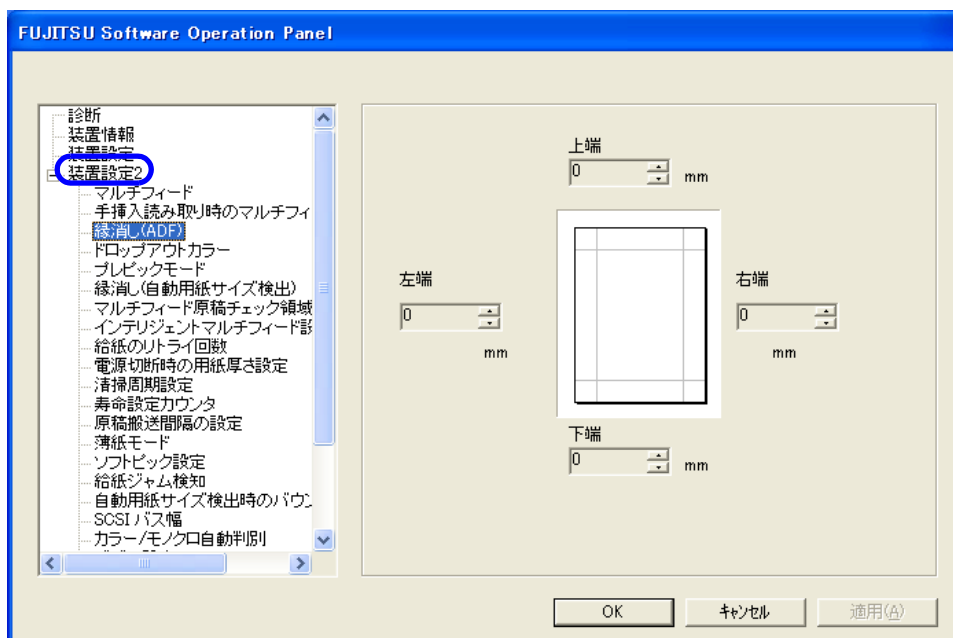 FUJITSU Software Operation Panel
診断
装置情報
装置設定
装置設定2
マルチフィード
手挿入読み取り時のマルチフィ
縁消し(ADF)
ドロップアウトカラー
プレピックモード
縁消し(自動用紙サイズ検出)
マルチフィード原稿チェック領域
インテリジェントマルチフィード設
給紙のリトライ回数
電源切断時の用紙厚さ設定
清掃周期設定
寿命設定カウンタ
原稿搬送間隔の設定
薄紙モード
ソフトピック設定
給紙ジャム検知
自動用紙サイズ検出時のバウン
SCSI バス幅
カラー/モノクロ自動判別
上端
0 mm
左端
0
mm
右端
0
mm
下端
0 mm
OK
キャンセル
適用(A)